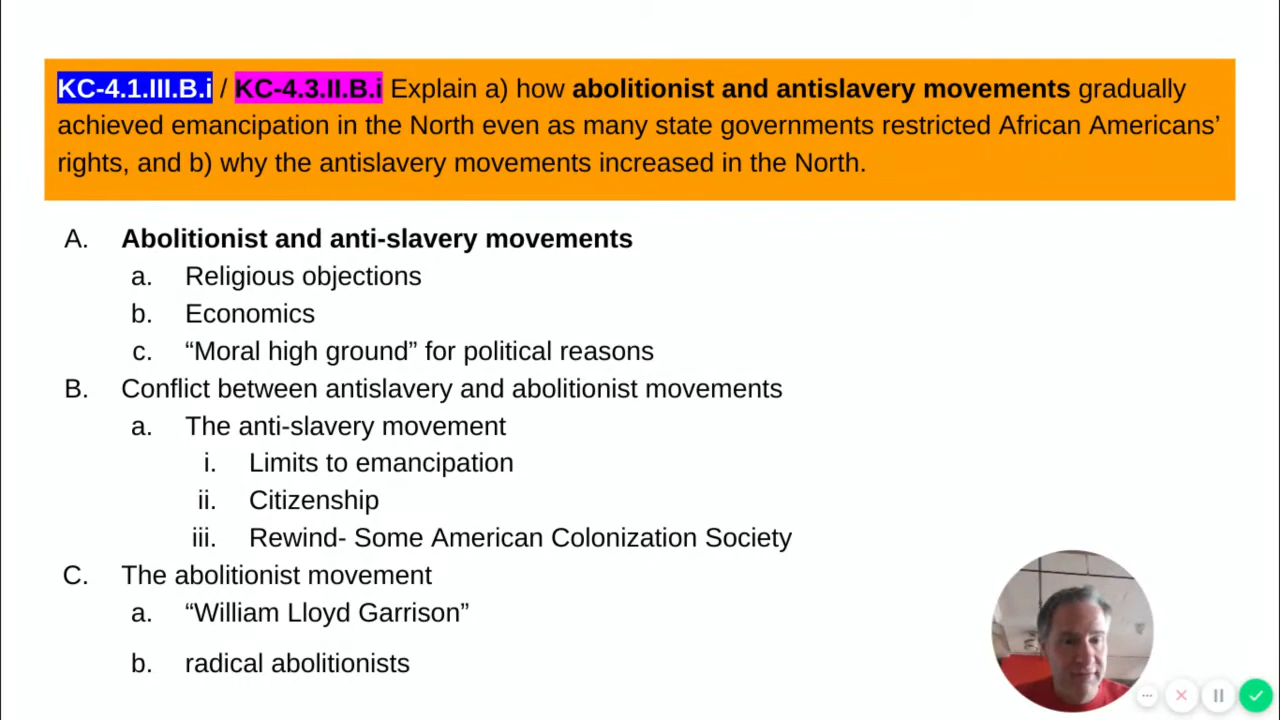 KC-4.1.III.B.i / KC-4.3.II.B.i Explain a) how abolitionist and antislavery movements gradually
achieved emancipation in the North even as many state governments restricted African Americans’
rights, and b) why the antislavery movements increased in the North.
A. Abolitionist and anti-slavery movements
a. Religious objections
b. Economics
c. “Moral high ground” for political reasons
B. Conflict between antislavery and abolitionist movements
a. The anti-slavery movement
i. Limits to emancipation
ii. Citizenship
iii. Rewind- Some American Colonization Society
C. The abolitionist movement
a. “William Lloyd Garrison”
b. radical abolitionists